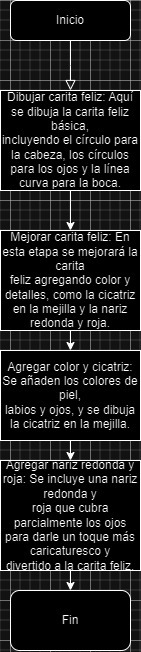 Inicio
Dibujar carita feliz: Aquí
se dibuja la carita feliz
básica,
incluyendo el círculo para
la cabeza, los círculos
para los ojos y la línea
curva para la boca.
Mejorar carita feliz: En
esta etapa se mejorará la
carita
feliz agregando color y
detalles, como la cicatriz
en la mejilla y la nariz
redonda y roja.
Agregar color y cicatriz:
Se añaden los colores de
piel,
labios y ojos, y se dibuja
la cicatriz en la mejilla.
Agregar nariz redonda y
roja: Se incluye una nariz
redonda y
roja que cubra
parcialmente los ojos
para darle un toque más
caricaturesco y
divertido a la carita feliz.
Fin